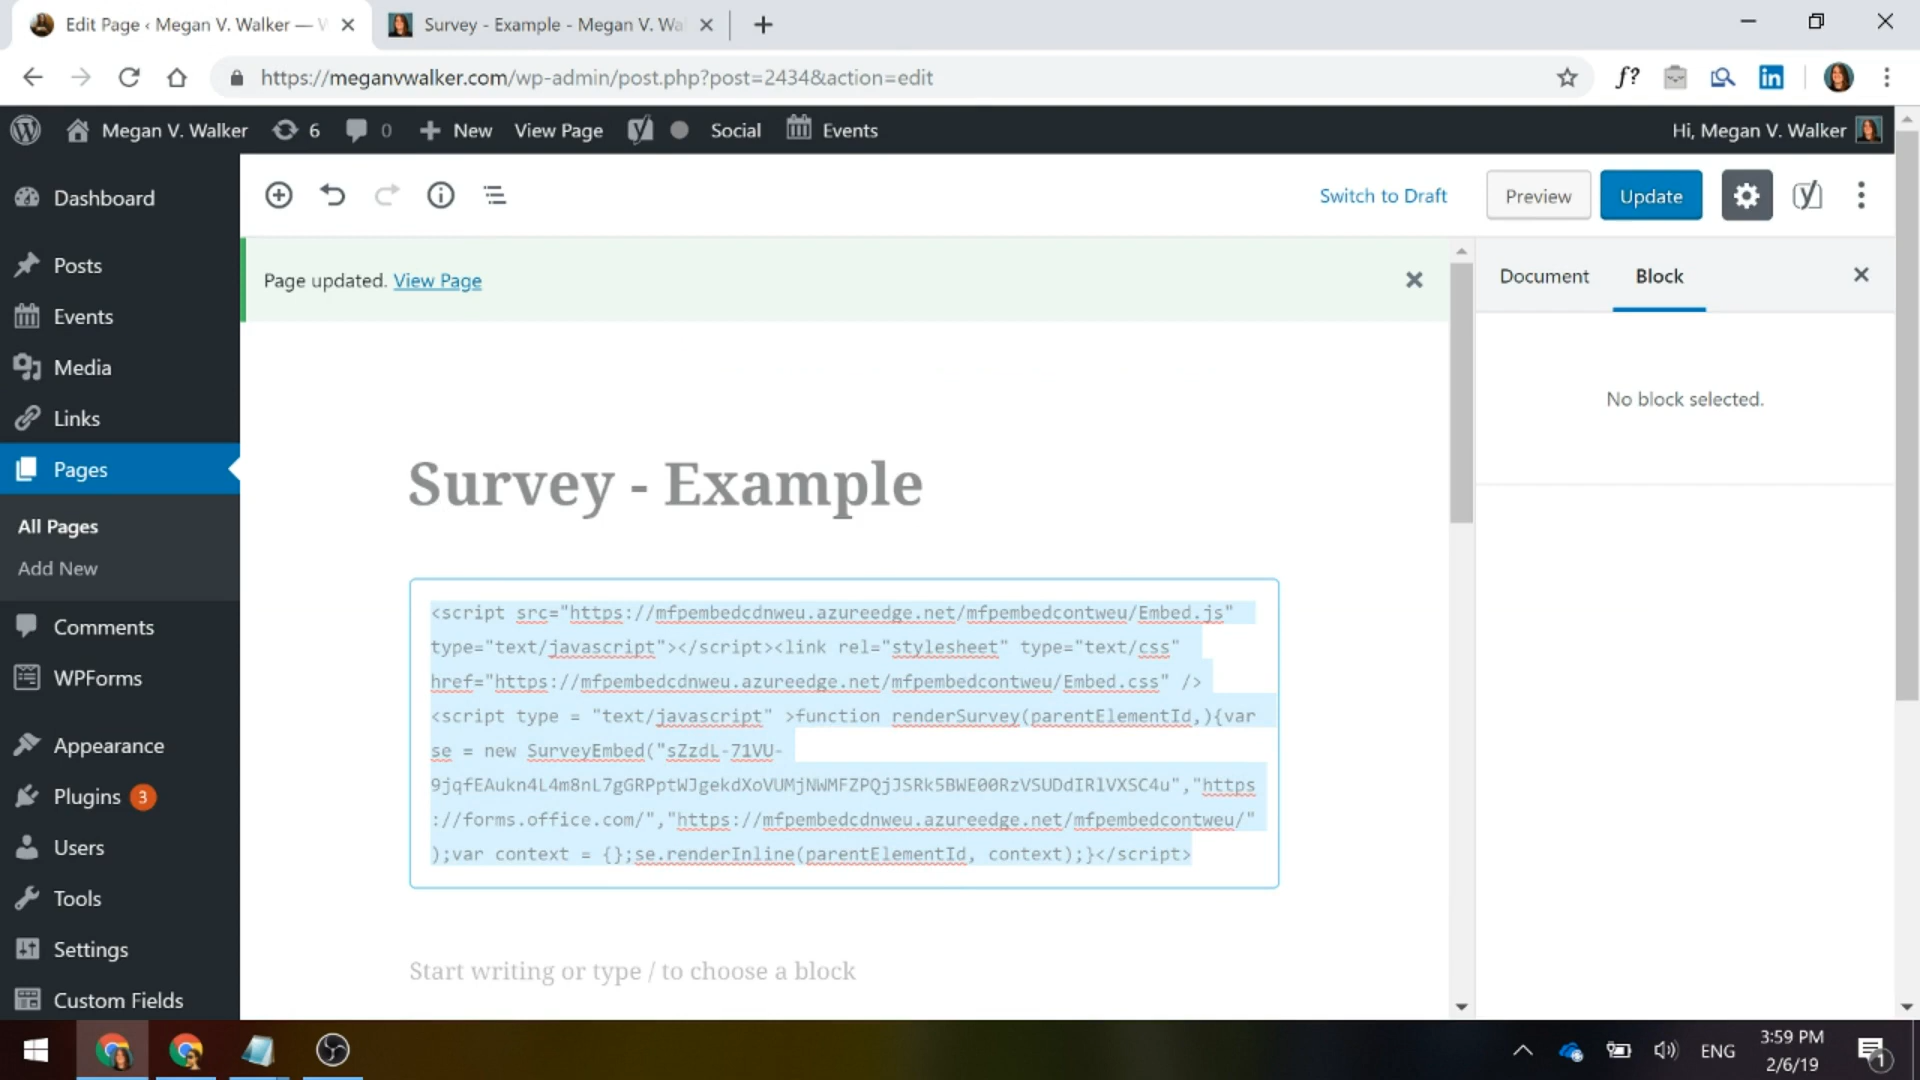 Edit Page ‹ Megan V. Walker —
Survey - Example - Megan V. Wa
https://meganvwalker.com/wp-admin/post.php?post=2434&action=edit
f?
in
Megan V. Walker
6
0
New
View Page
Social
Events
Hi, Megan V. Walker
Dashboard
Posts
Events
Media
Links
Pages
All Pages
Add New
Comments
WPForms
Appearance
Plugins 3
Users
Tools
Settings
Custom Fields
Switch to Draft
Preview
Update
Page updated. View Page
Document
Block
No block selected.
Survey - Example
<script src="https://mfpembedcdnweu.azureedge.net/mfpembedcontweu/Embed.js"
type="text/javascript"></script><link rel="stylesheet" type="text/css"
href="https://mfpembedcdnweu.azureedge.net/mfpembedcontweu/Embed.css" />
<script type = "text/javascript" >function renderSurvey(parentElementId,){var
se = new SurveyEmbed("sZzdL-71VU-
9jqfEAukn4L4m8nL7gGRPptWJgekdXoVUMjNWMFZPQjJSRk5BWE00RzVSUDdIRlVXSC4u","https
://forms.office.com/","https://mfpembedcdnweu.azureedge.net/mfpembedcontweu/"
);var context = {};se.renderInline(parentElementId, context);}</script>
Start writing or type / to choose a block
ENG
3:59 PM
2/6/19
1